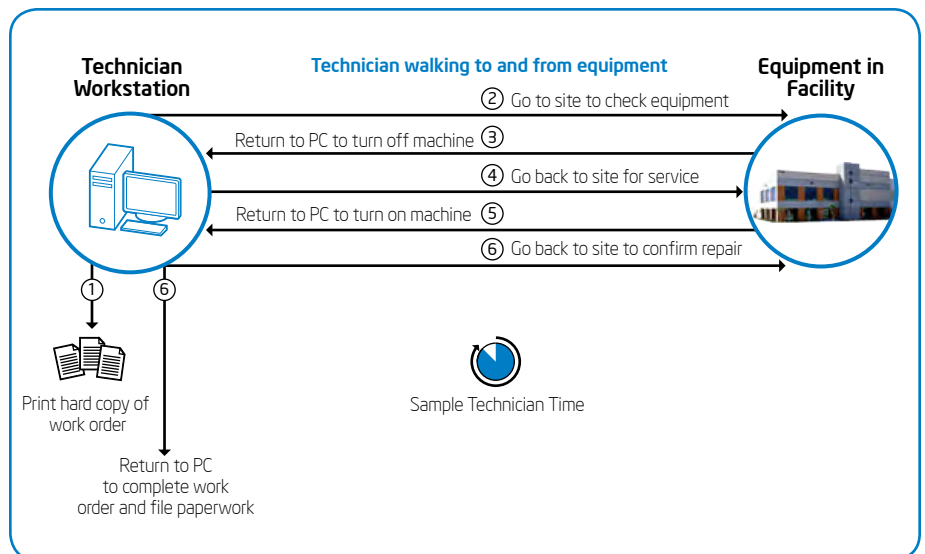 Technician
Workstation
Technician walking to and from equipment
Equipment in
Facility
2 Go to site to check equipment
Return to PC to turn off machine 3
4 Go back to site for service
Return to PC to turn on machine 5
6 Go back to site to confirm repair
1
6
Print hard copy of
work order
Sample Technician Time
Return to PC
to complete work
order and file paperwork